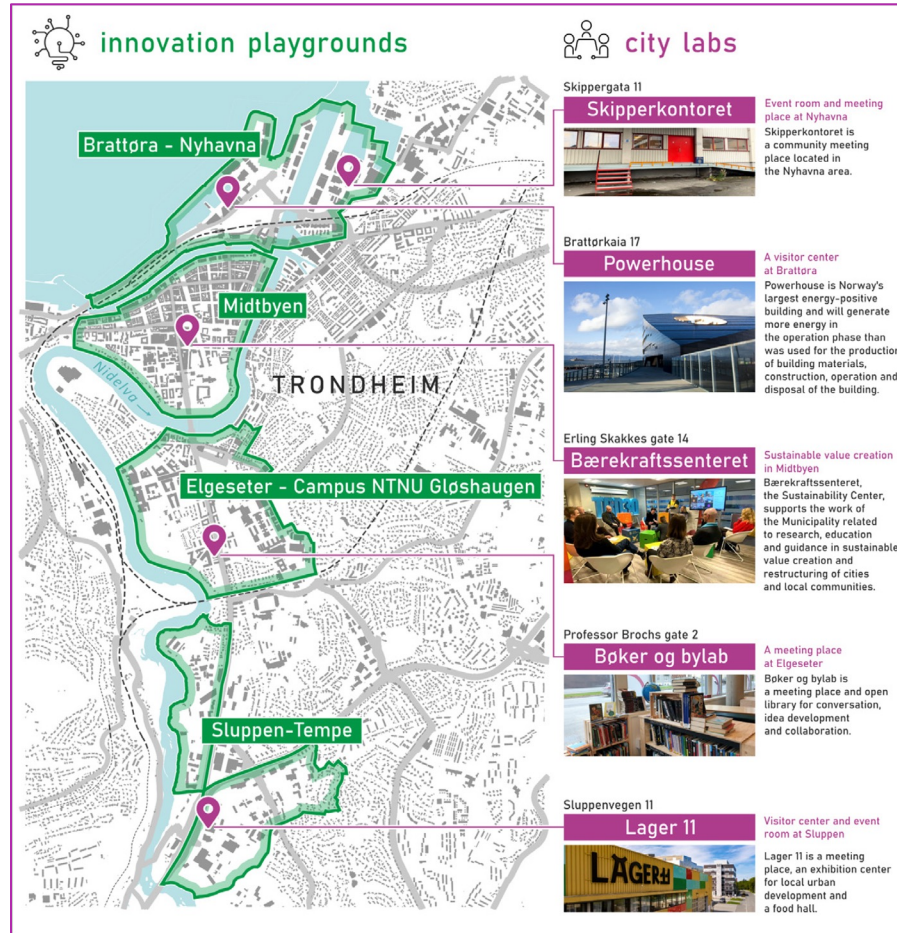 innovation playgrounds
city labs
Brattøra - Nyhavna
Midtbyen
Nidelva
TRONDHEIM
Elgeseter - Campus NTNU Gløshaugen
Sluppen-Tempe
Skippergata 11
Skipperkontoret
Event room and meeting
place at Nyhavna
Skipperkontoret is
a community meeting
place located in
the Nyhavna area.
Brattørkaia 17
Powerhouse
A visitor center
at Brattøra
Powerhouse is Norway's
largest energy-positive
building and will generate
more energy in
the operation phase than
was used for the production
of building materials,
construction, operation and
disposal of the building.
Erling Skakkes gate 14
Bærekraftssenteret
Sustainable value creation
in Midtbyen
Bærekraftssenteret,
the Sustainability Center,
supports the work of
the Municipality related
to research, education
and guidance in sustainable
value creation and
restructuring of cities
and local communities.
Professor Brochs gate 2
Bøker og bylab
A meeting place
at Elgeseter
Bøker og bylab is
a meeting place and open
library for conversation,
idea development
and collaboration.
Sluppenvegen 11
Lager 11
Visitor center and event
room at Sluppen
LAGER11
Lager 11 is a meeting
place, an exhibition center
for local urban
development and
a food hall.